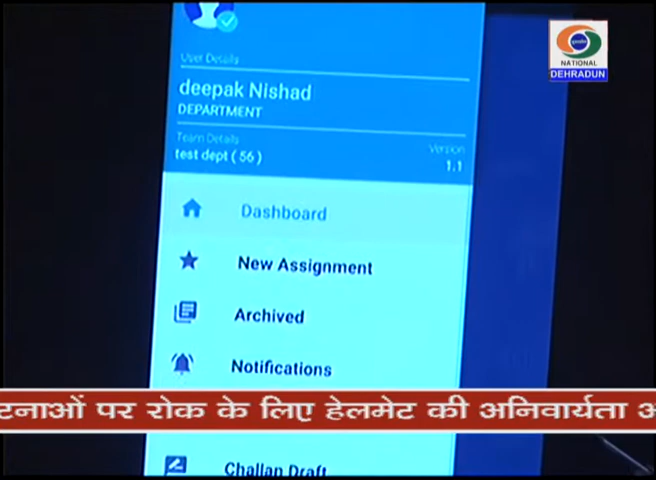 NATIONAL
DEHRADUN
User Details
deepak Nishad
DEPARTMENT
Team Details
Version
test dept ( 56 )
1.1
Dashboard
New Assignment
Archived
Notifications
टनाओं पर रोक के लिए हेलमेट की अनिवार्यता अ
Challan Draft